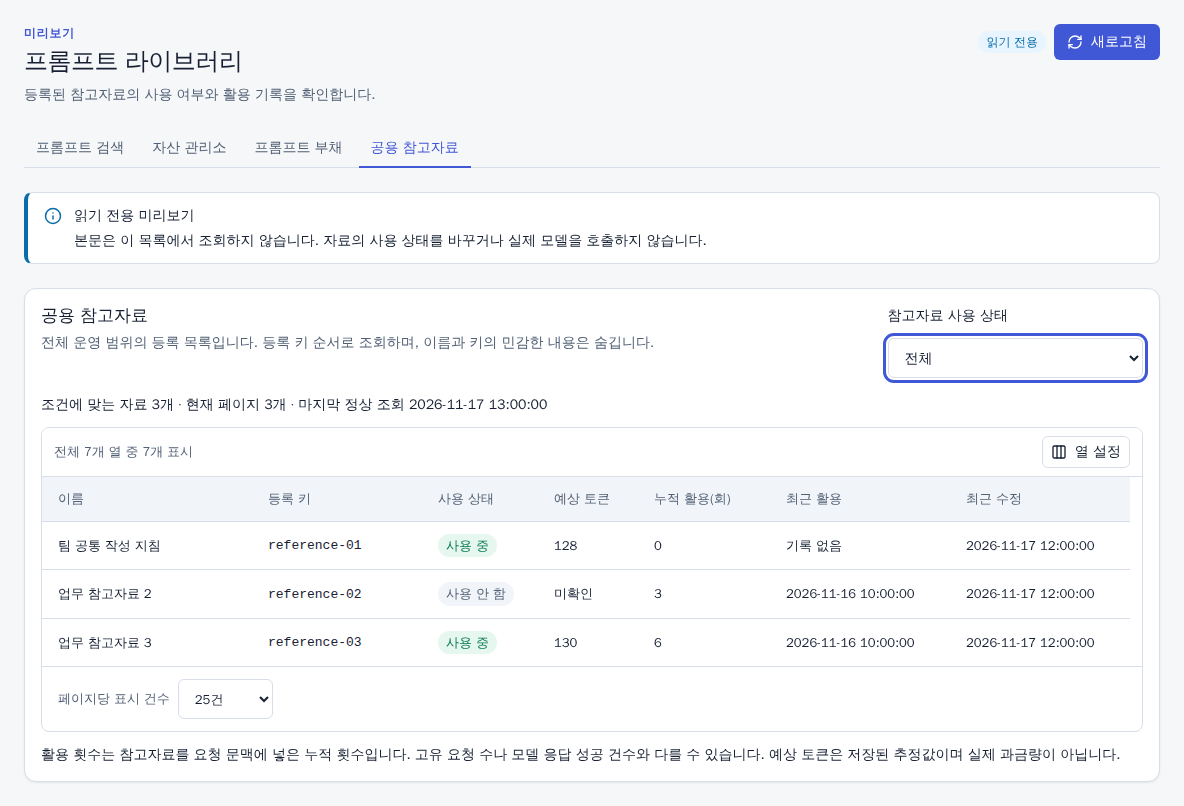 미리보기
프롬프트 라이브러리
등록된 참고자료의 사용 여부와 활용 기록을 확인합니다.
읽기 전용
새로고침
프롬프트 검색 자산 관리소 프롬프트 부채 공용 참고자료
읽기 전용 미리보기
본문은 이 목록에서 조회하지 않습니다. 자료의 사용 상태를 바꾸거나 실제 모델을 호출하지 않습니다.
공용 참고자료
전체 운영 범위의 등록 목록입니다. 등록 키 순서로 조회하며, 이름과 키의 민감한 내용은 숨깁니다.
참고자료 사용 상태
전체
조건에 맞는 자료 3개 · 현재 페이지 3개 · 마지막 정상 조회 2026-11-17 13:00:00
전체 7개 열 중 7개 표시
열 설정
이름 등록 키 사용 상태 예상 토큰 누적 활용(회) 최근 활용 최근 수정
팀 공통 작성 지침 reference-01 사용 중 128 0 기록 없음 2026-11-17 12:00:00
업무 참고자료 2 reference-02 사용 안 함 미확인 3 2026-11-16 10:00:00 2026-11-17 12:00:00
업무 참고자료 3 reference-03 사용 중 130 6 2026-11-16 10:00:00 2026-11-17 12:00:00
페이지당 표시 건수 25건
활용 횟수는 참고자료를 요청 문맥에 넣은 누적 횟수입니다. 고유 요청 수나 모델 응답 성공 건수와 다를 수 있습니다. 예상 토큰은 저장된 추정값이며 실제 과금량이 아닙니다.